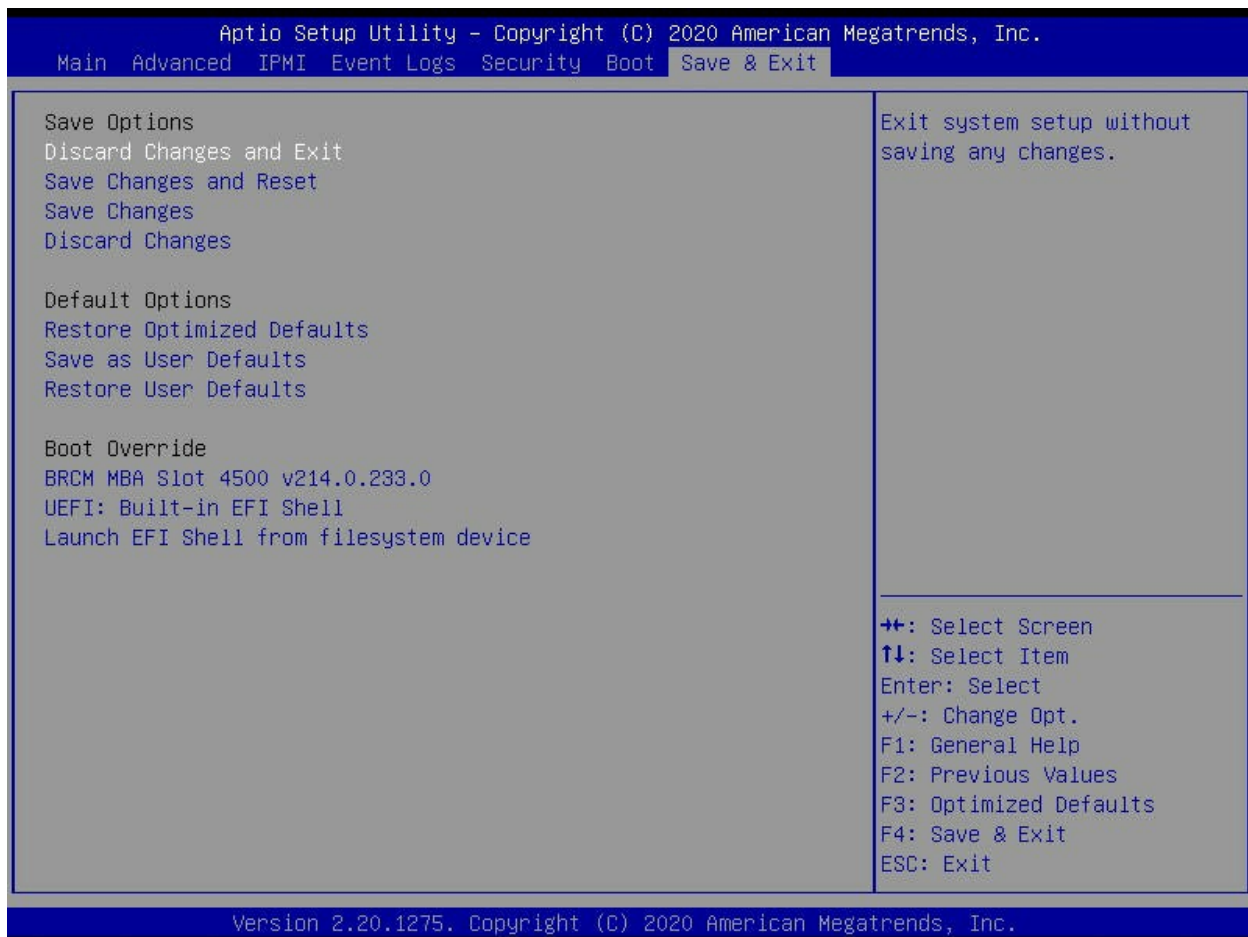 Aptio Setup Utility – Copyright (C) 2020 American Megatrends, Inc.
Main Advanced IPMI Event Logs Security Boot Save & Exit
Save Options
Discard Changes and Exit
Save Changes and Reset
Save Changes
Discard Changes
Default Options
Restore Optimized Defaults
Save as User Defaults
Restore User Defaults
Boot Override
BRCM MBA Slot 4500 v214.0.233.0
UEFI: Built-in EFI Shell
Launch EFI Shell from filesystem device
Exit system setup without
saving any changes.
→←: Select Screen
↑↓: Select Item
Enter: Select
+/-: Change Opt.
F1: General Help
F2: Previous Values
F3: Optimized Defaults
F4: Save & Exit
ESC: Exit
Version 2.20.1275. Copyright (C) 2020 American Megatrends, Inc.